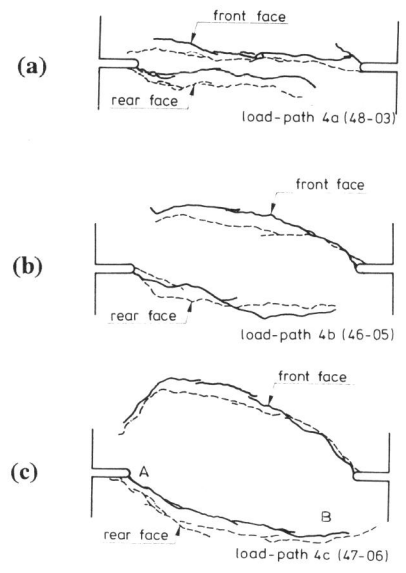 front face
(a)
rear face
load-path 4a (48-03)
front face
(b)
rear face
load-path 4b (46-05)
front face
(c)
A
B
rear face
load-path 4c (47-06)